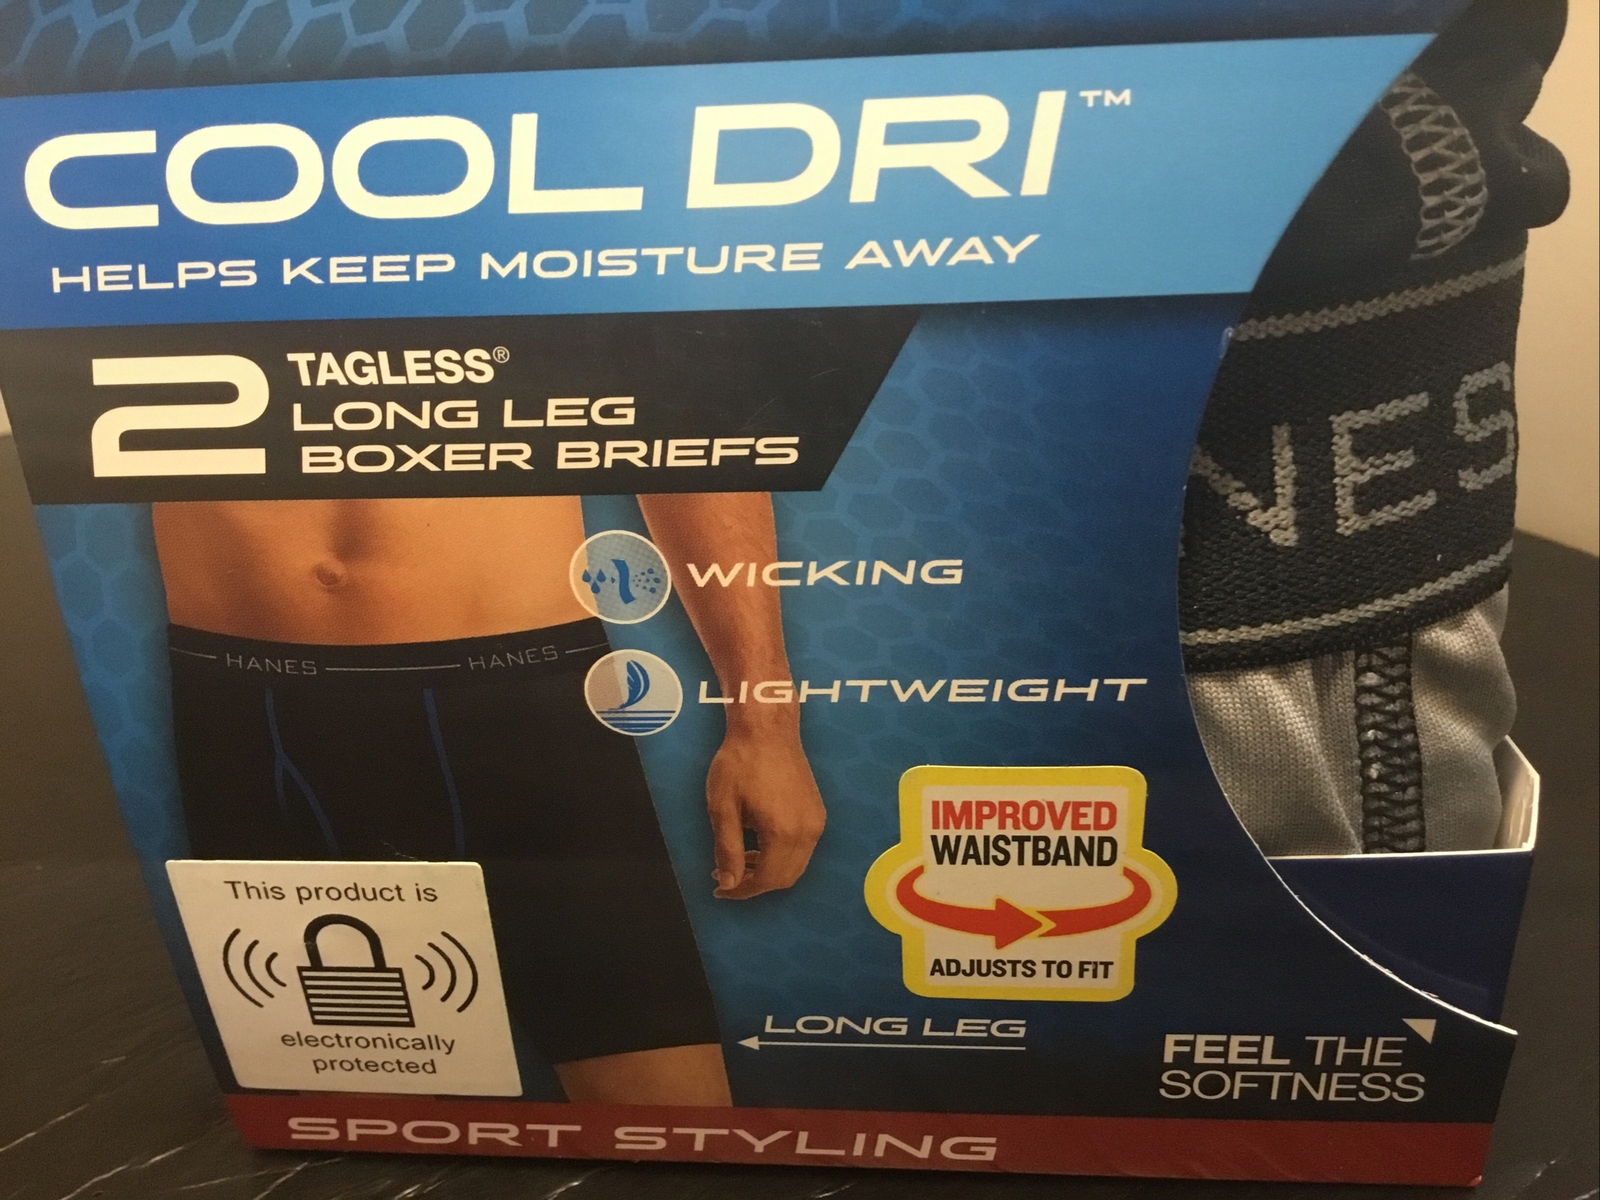 COOL DRI™
HELPS KEEP MOISTURE AWAY
2 TAGLESS®
LONG LEG
BOXER BRIEFS
WICKING
HANES HANES
LIGHTWEIGHT
NES
IMPROVED
WAISTBAND
ADJUSTS TO FIT
This product is
electronically
protected
LONG LEG
FEEL THE
SOFTNESS
SPORT STYLING